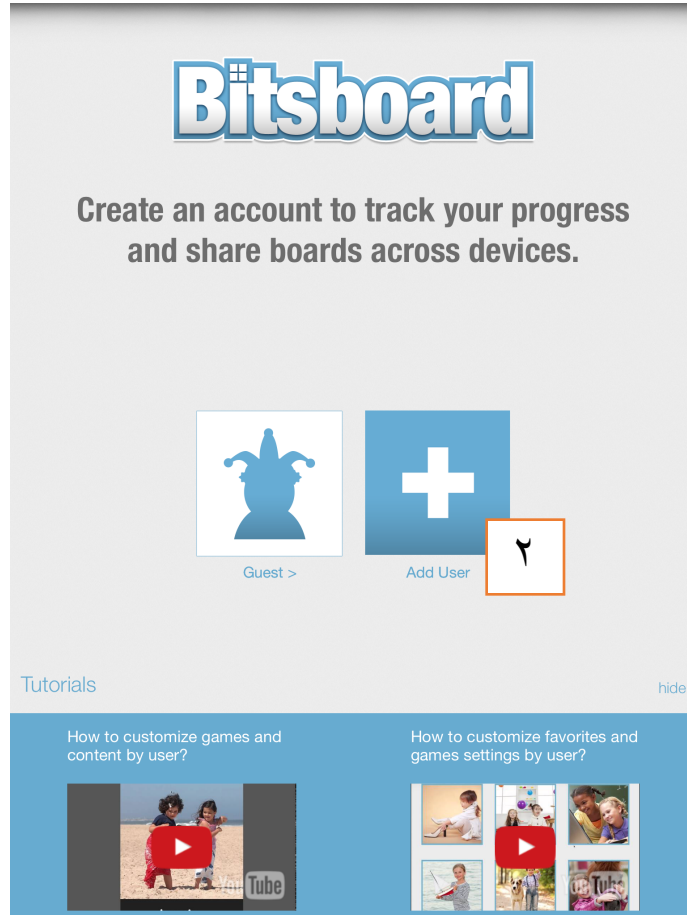 Bitsboard
Create an account to track your progress
and share boards across devices.
Guest >
Add User
٢
Tutorials
hide
How to customize games and
content by user?
How to customize favorites and
games settings by user?
YouTube
YouTube